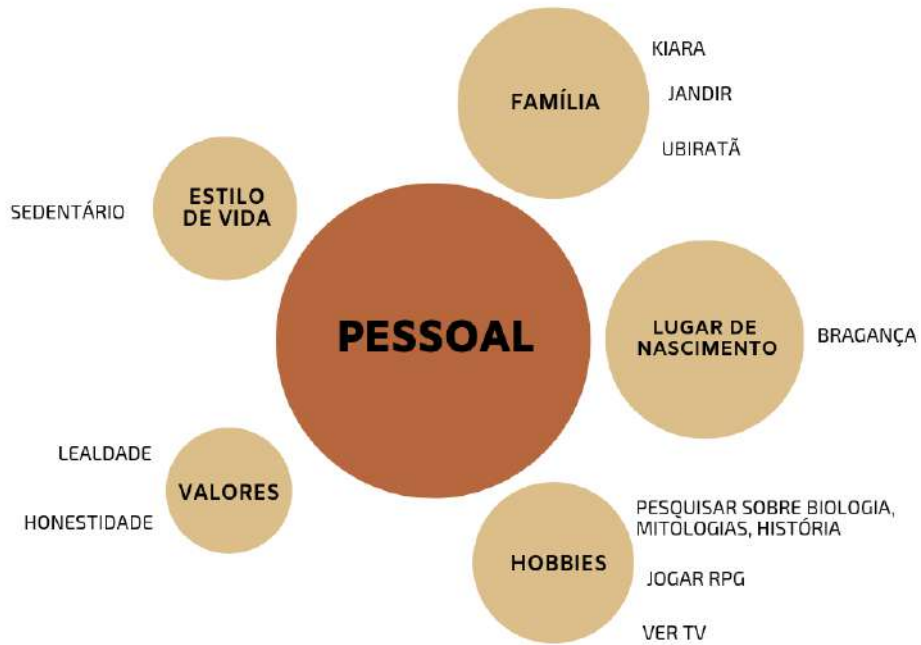 FAMÍLIA
KIARA
JANDIR
UBIRATÃ
ESTILO
DE VIDA
SEDENTÁRIO
PESSOAL
LUGAR DE
NASCIMENTO
BRAGANÇA
VALORES
LEALDADE
HONESTIDADE
HOBBIES
PESQUISAR SOBRE BIOLOGIA,
MITOLOGIAS, HISTÓRIA
JOGAR RPG
VER TV